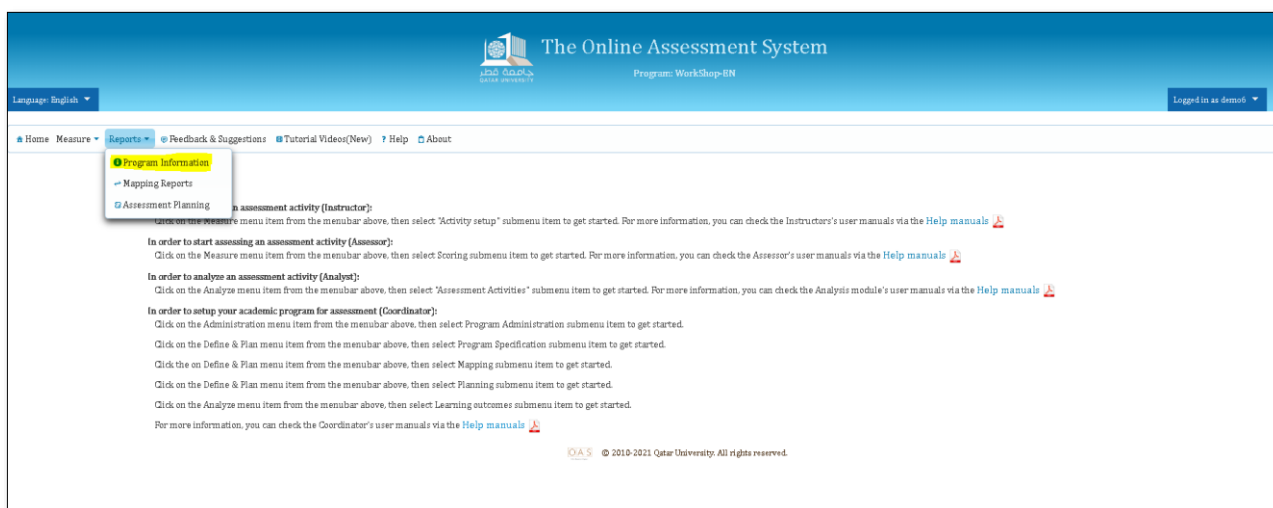 The Online Assessment System
جامعة قطر
QATAR UNIVERSITY
Program: WorkShop-EN
Language: English
Logged in as demo6
Home Measure Reports Feedback & Suggestions Tutorial Videos(New) ? Help About
Program Information
Mapping Reports
Assessment Planning
n assessment activity (Instructor):
Click on the Measure menu item from the menubar above, then select "Activity setup" submenu item to get started. For more information, you can check the Instructors's user manuals via the Help manuals
In order to start assessing an assessment activity (Assessor):
Click on the Measure menu item from the menubar above, then select Scoring submenu item to get started. For more information, you can check the Assessor's user manuals via the Help manuals
In order to analyze an assessment activity (Analyst):
Click on the Analyze menu item from the menubar above, then select "Assessment Activities" submenu item to get started. For more information, you can check the Analysis module's user manuals via the Help manuals
In order to setup your academic program for assessment (Coordinator):
Click on the Administration menu item from the menubar above, then select Program Administration submenu item to get started.
Click on the Define & Plan menu item from the menubar above, then select Program Specification submenu item to get started.
Click the on Define & Plan menu item from the menubar above, then select Mapping submenu item to get started.
Click on the Define & Plan menu item from the menubar above, then select Planning submenu item to get started.
Click on the Analyze menu item from the menubar above, then select Learning outcomes submenu item to get started.
For more information, you can check the Coordinator's user manuals via the Help manuals
OAS © 2010-2021 Qatar University. All rights reserved.